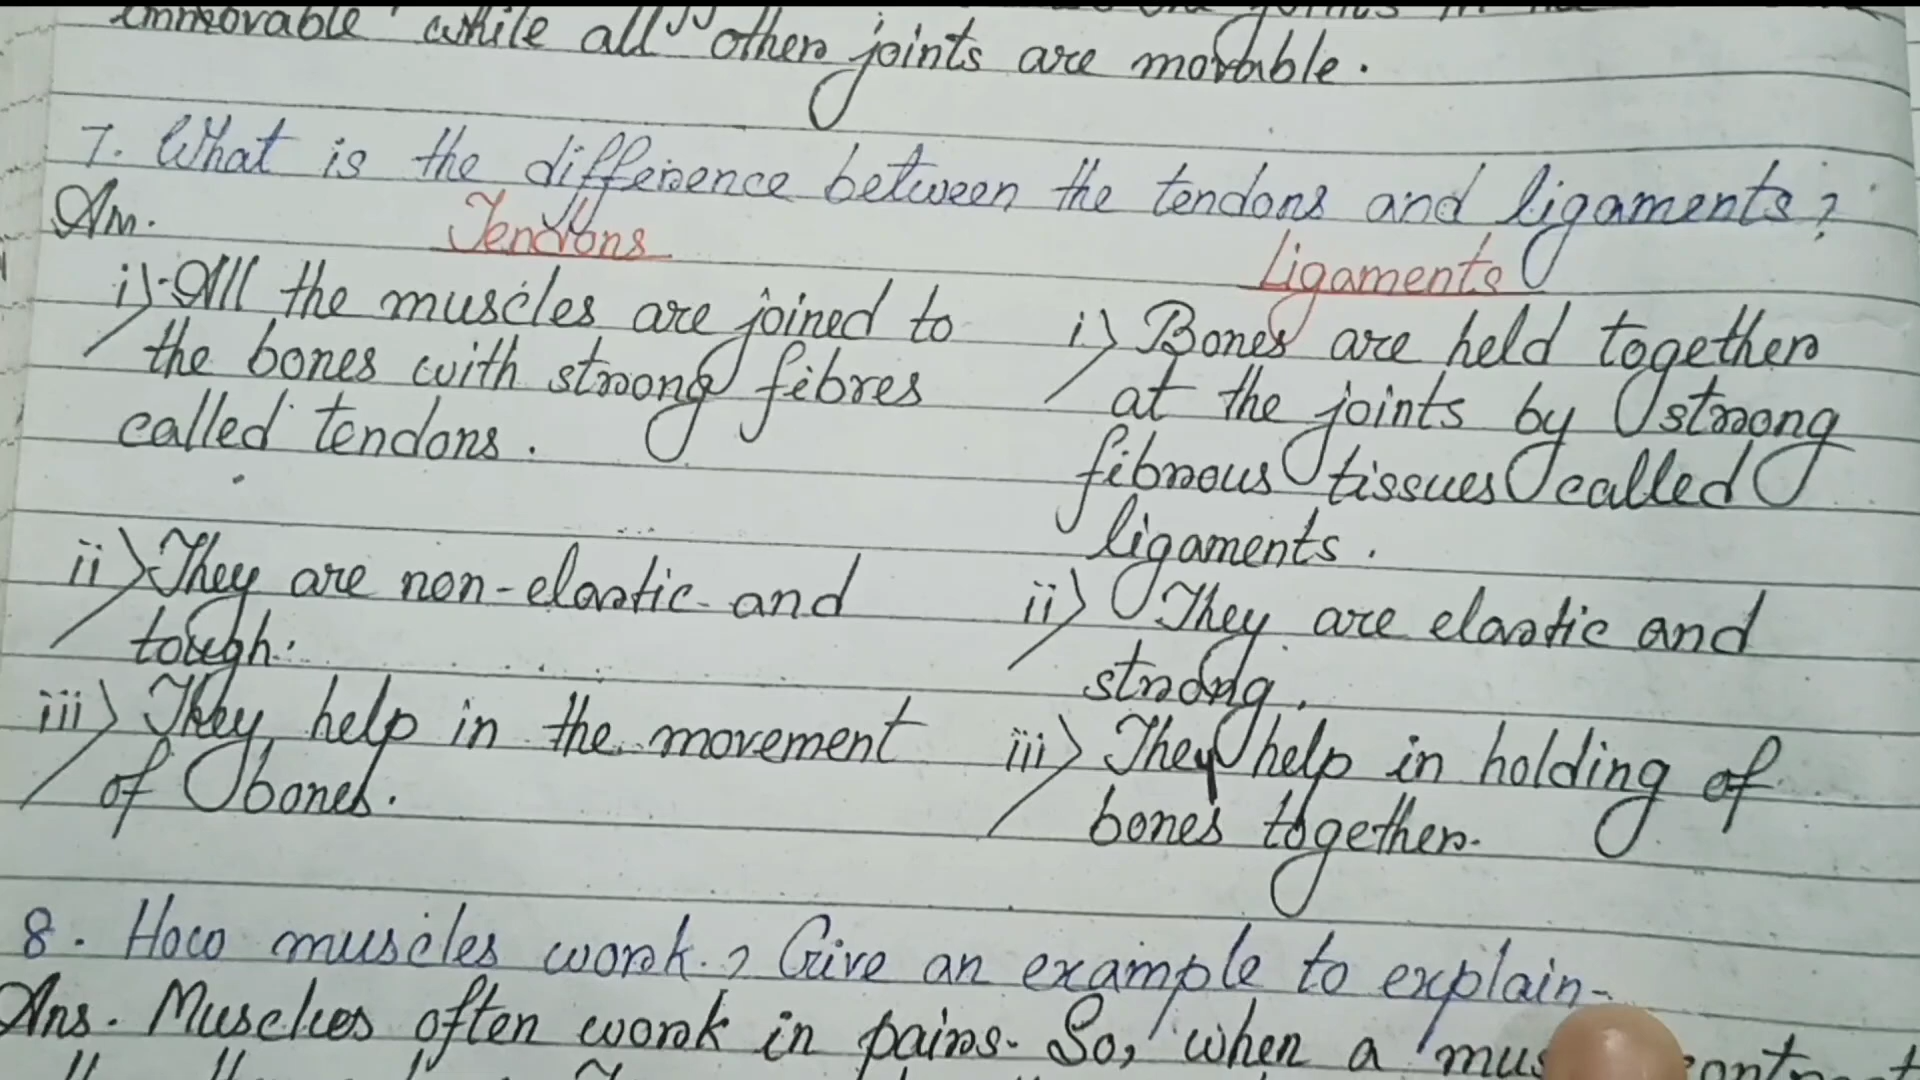 immovable while all other joints are movable.
7. What is the difference between the tendons and ligaments?
Ans.
Tendons
i) All the muscles are joined to
the bones with strong fibres
called tendons.
ii) They are non-elastic and
tough.
iii) They help in the movement
of bones.
Ligaments
i) Bones are held together
at the joints by strong
fibrous tissues called
ligaments.
ii) They are elastic and
strong.
iii) They help in holding of
bones together.
8. How muscles work? Give an example to explain-
Ans. Muscles often work in pairs. So, when a